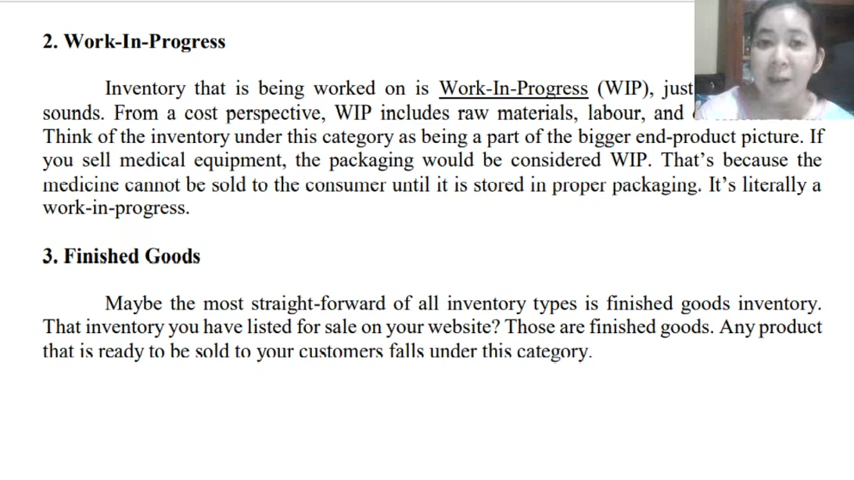 2. Work-In-Progress
Inventory that is being worked on is Work-In-Progress (WIP), just
sounds. From a cost perspective, WIP includes raw materials, labour, and
Think of the inventory under this category as being a part of the bigger end-product picture. If
you sell medical equipment, the packaging would be considered WIP. That’s because the
medicine cannot be sold to the consumer until it is stored in proper packaging. It’s literally a
work-in-progress.
3. Finished Goods
Maybe the most straight-forward of all inventory types is finished goods inventory.
That inventory you have listed for sale on your website? Those are finished goods. Any product
that is ready to be sold to your customers falls under this category.